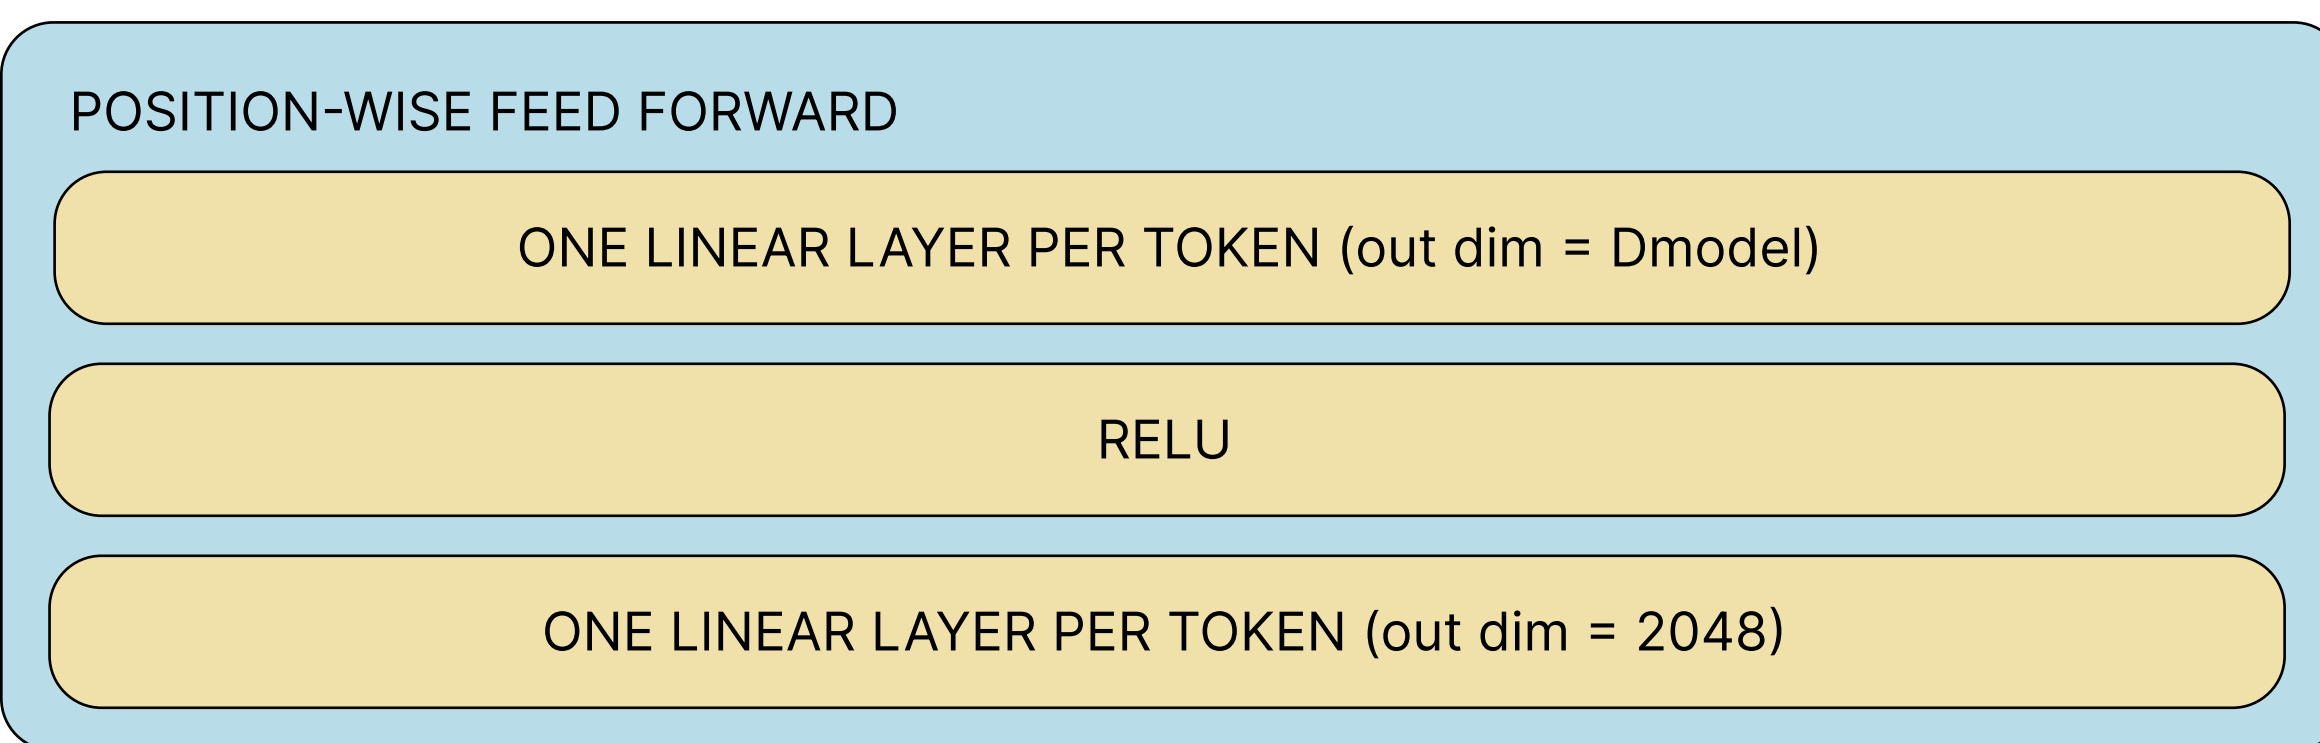 POSITION-WISE FEED FORWARD
ONE LINEAR LAYER PER TOKEN (out dim = Dmodel)
RELU
ONE LINEAR LAYER PER TOKEN (out dim = 2048)